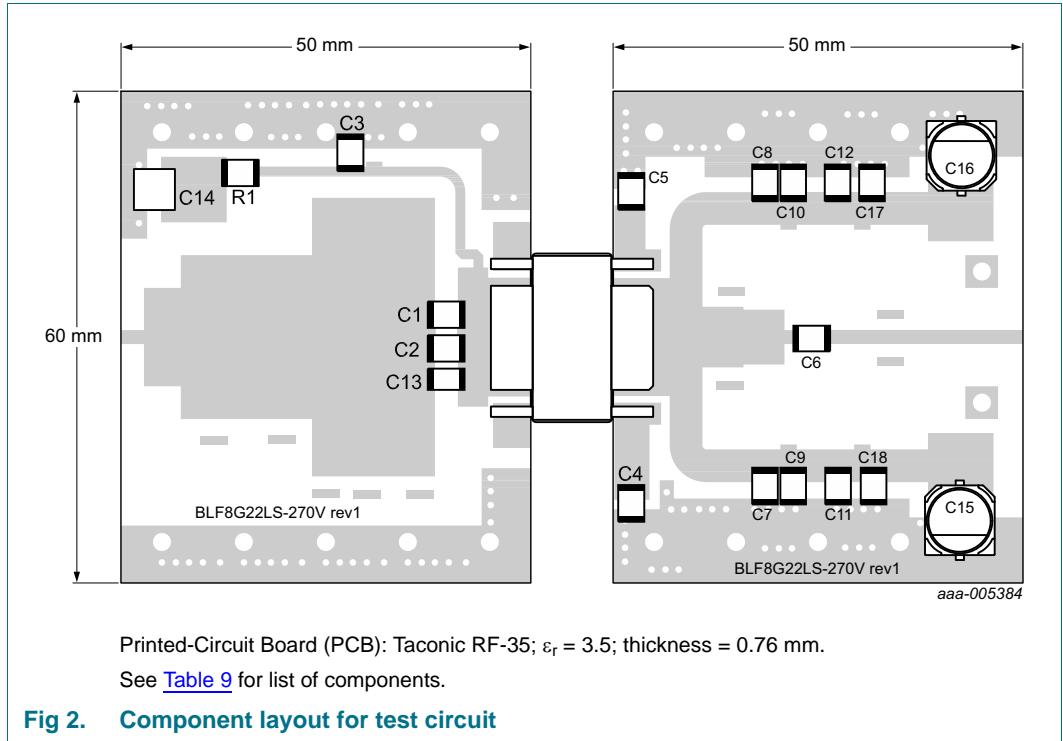 50 mm
50 mm
60 mm
C3
C14
R1
C1
C2
C13
BLF8G22LS-270V rev1
C5
C8
C10
C12
C17
C16
C6
C4
C9
C7
C18
C11
C15
BLF8G22LS-270V rev1
aaa-005384
Printed-Circuit Board (PCB): Taconic RF-35; εr = 3.5; thickness = 0.76 mm.
See Table 9 for list of components.
Fig 2. Component layout for test circuit